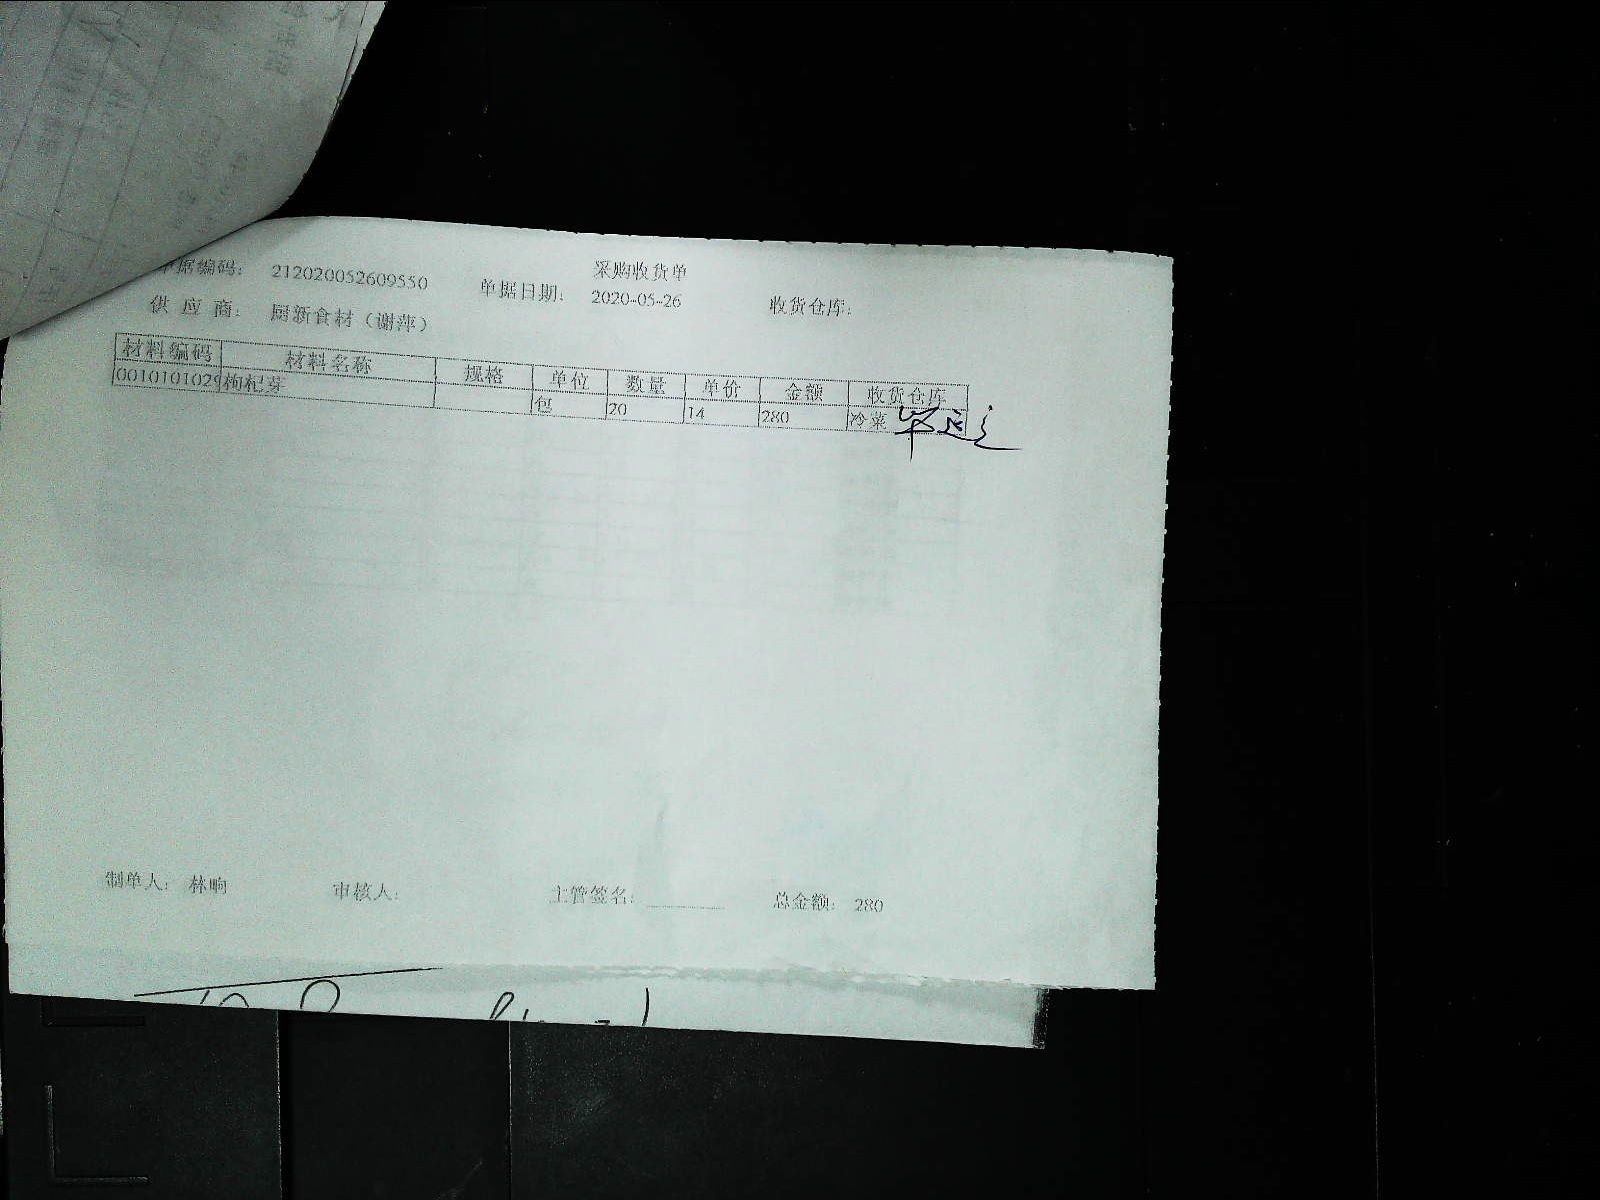 采购收货单
单据编码: 212020052609550 单据日期: 2020-05-26 收货仓库:
供 应 商: 厨新食材（谢萍）
材料编码 材料名称 规格 单位 数量 单价 金额 收货仓库
0010101029 枸杞芽 包 20 14 280 冷菜
制单人: 林晌 审核人: 主管签名: 总金额: 280